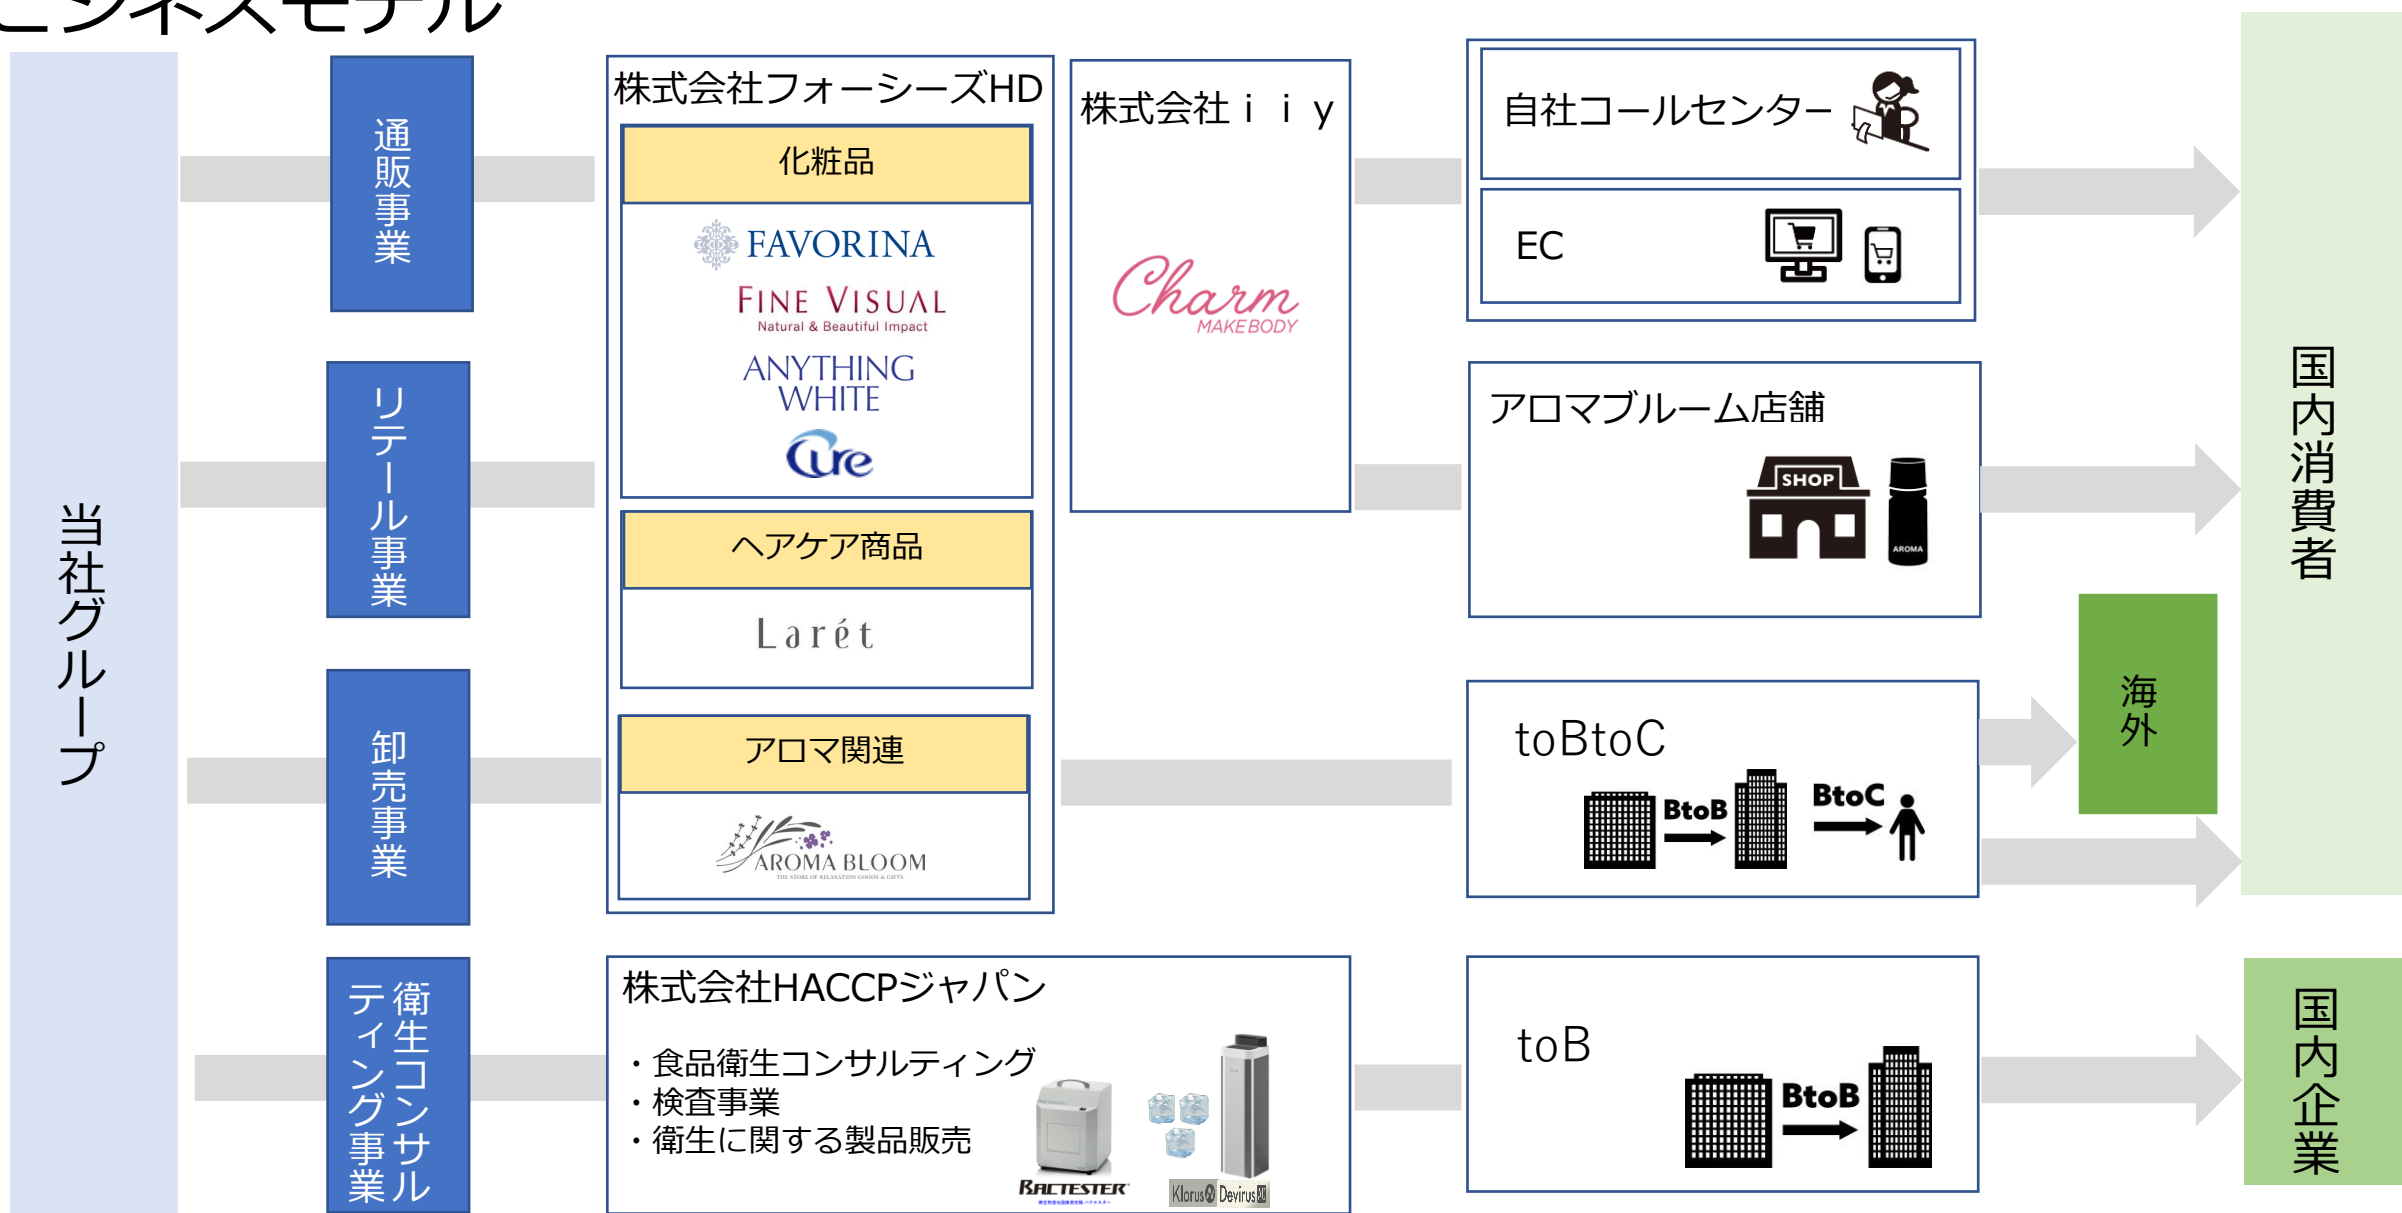 ビジネスモデル
当社グループ
通販事業
リテール事業
卸売事業
衛生コンサル
ティング事業
株式会社フォーシーズHD
化粧品
FAVORINA
FINE VISUAL
Natural & Beautiful Impact
ANYTHING
WHITE
Cure
ヘアケア商品
Larét
アロマ関連
AROMA BLOOM
THE STORE OF RELAXATION GOODS & GIFTS
株式会社ｉｉｙ
Charm
MAKE BODY
株式会社HACCPジャパン
・食品衛生コンサルティング
・検査事業
・衛生に関する製品販売
BACTESTER
Klorus
Devirus
自社コールセンター
EC
アロマブルーム店舗
SHOP
AROMA
toBtoC
BtoB
BtoC
toB
BtoB
国内消費者
海外
国内企業